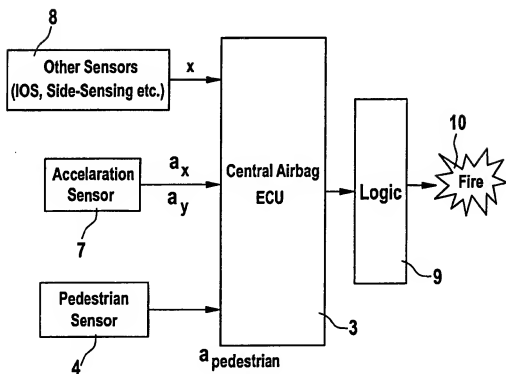 8
Other Sensors
(IOS, Side-Sensing etc.)
x
Accelaration
Sensor
7
a x
a y
Pedestrian
Sensor
4
a pedestrian
Central Airbag
ECU
3
Logic
9
10
Fire